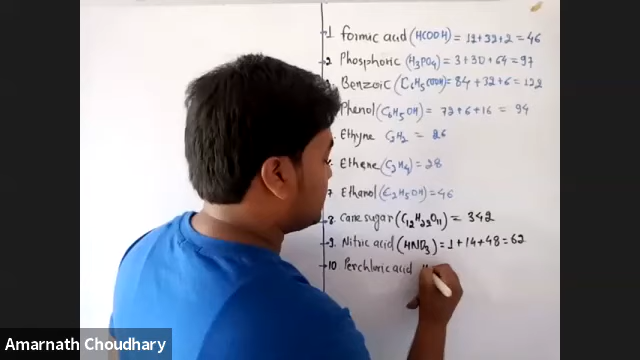 1 formic acid (HCOOH) = 12+32+2 = 46
2. Phosphoric (H3PO4) = 3+30+64 = 97
Benzoic (C6H5COOH) = 84+32+6 = 122
Phenol (C6H5OH) = 72+6+16 = 94
Ethyne C2H2 = 26
Ethene (C2H4) = 28
7 Ethanol (C2H5OH) = 46
8. Cane sugar (C12H22O11) = 342
9. Nitric acid (HNO3) = 1+14+48 = 62
10 Perchloric acid H
Amarnath Choudhary